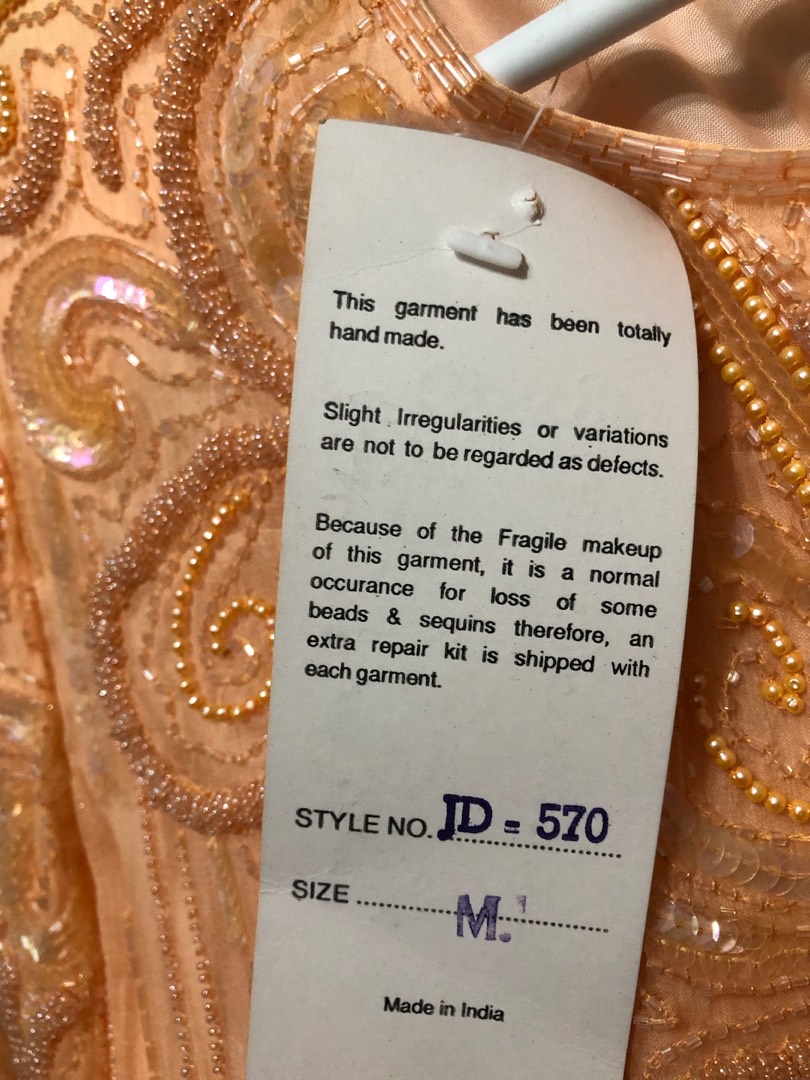 This garment has been totally
hand made.
Slight Irregularities or variations
are not to be regarded as defects.
Because of the Fragile makeup
of this garment, it is a normal
occurance for loss of some
beads & sequins therefore, an
extra repair kit is shipped with
each garment.
STYLE NO. JD = 570
SIZE M.
Made in India